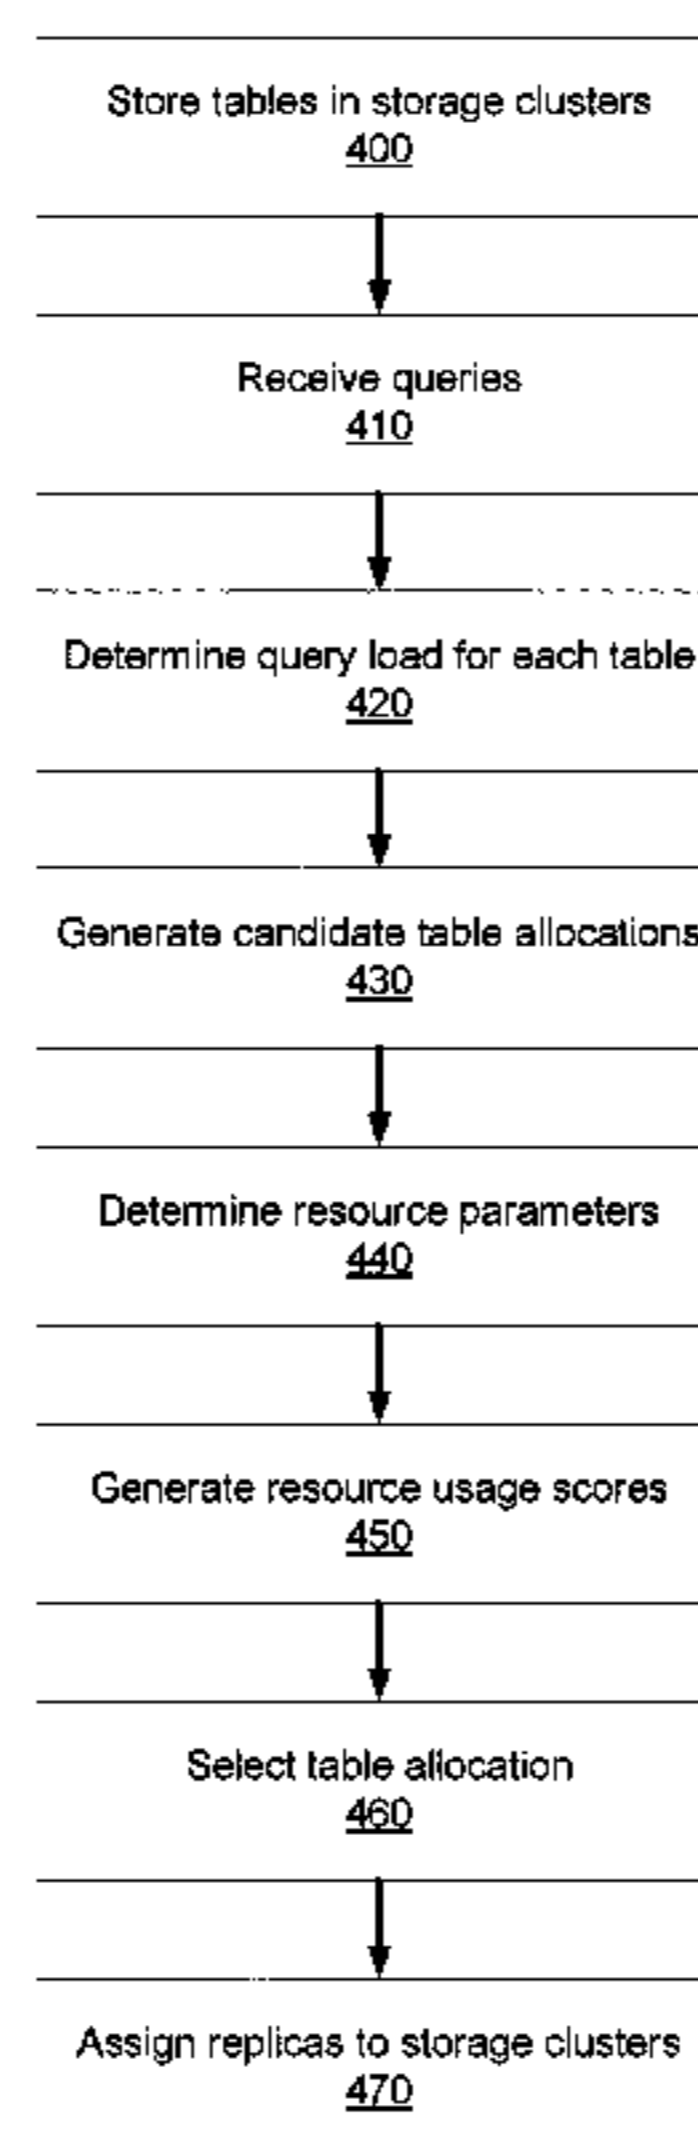 Store tables in storage clusters
400
Receive queries
410
Determine query load for each table
420
Generate candidate table allocations
430
Determine resource parameters
440
Generate resource usage scores
450
Select table allocation
460
Assign replicas to storage clusters
470